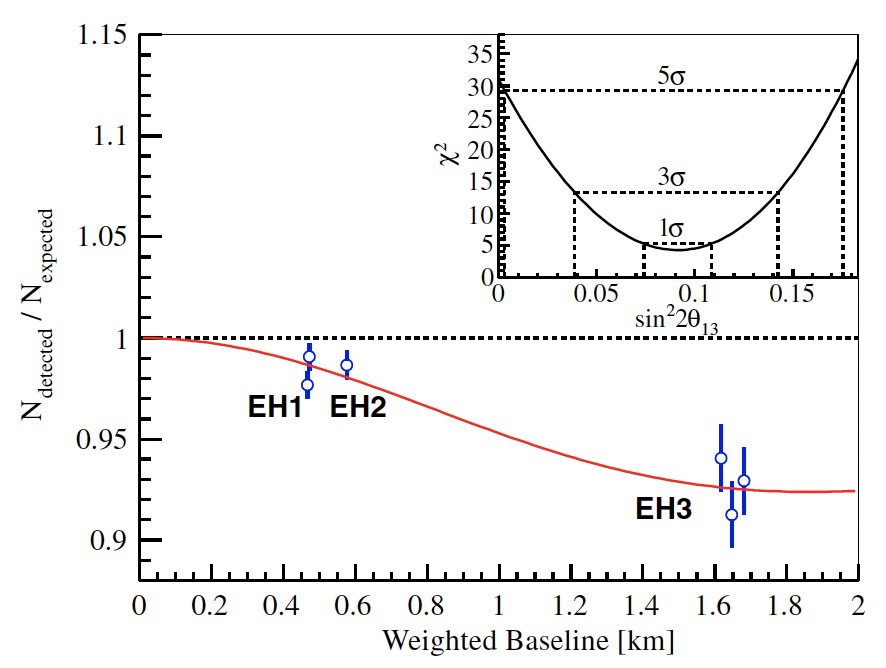 1.15
1.1
1.05
1
0.95
0.9
N_detected / N_expected
0 0.2 0.4 0.6 0.8 1 1.2 1.4 1.6 1.8 2
Weighted Baseline [km]
EH1 EH2
EH3
35
30
25
20
15
10
5
0
χ²
5σ
3σ
1σ
0 0.05 0.1 0.15
sin²2θ₁₃